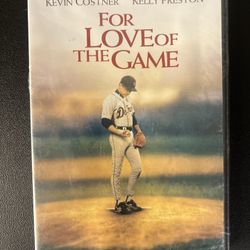 KEVIN COSTNER KELLY PRESTON
FOR
LOVE OF
THE GAME